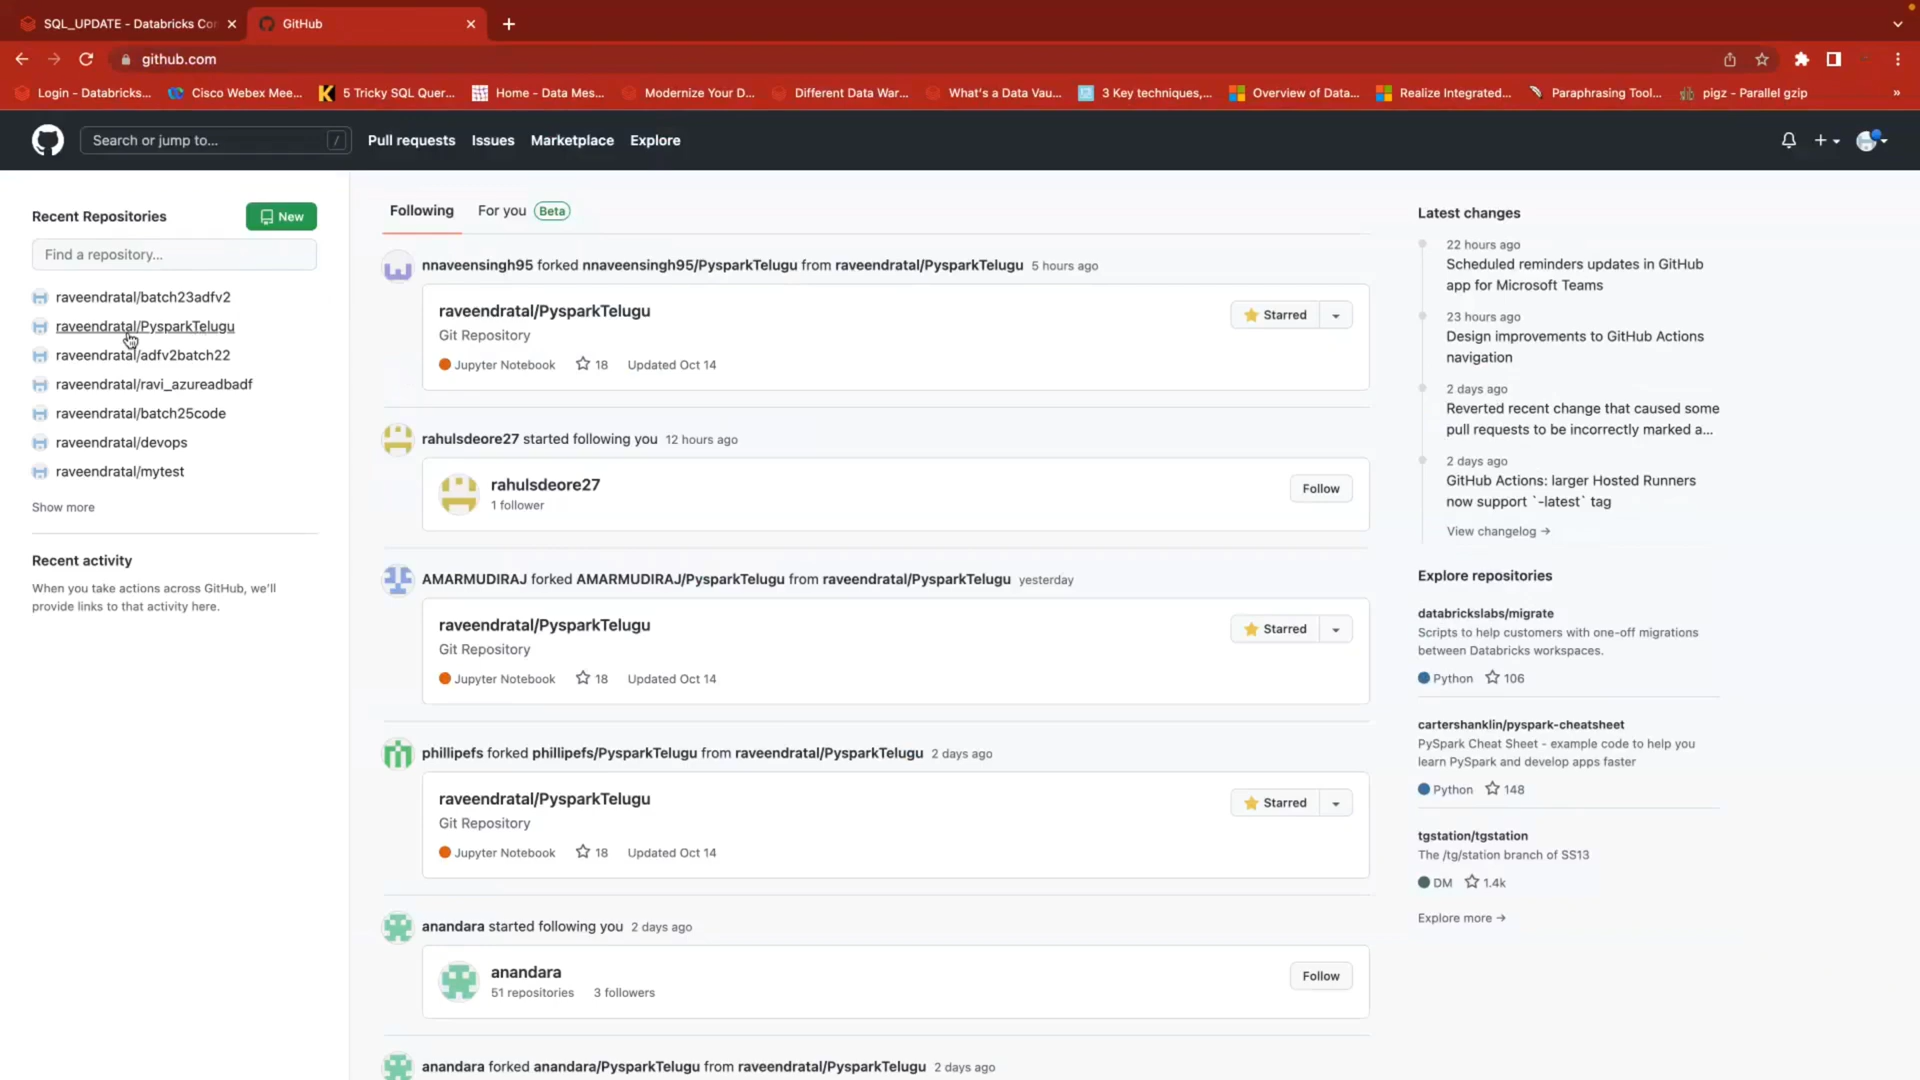 SQL_UPDATE - Databricks Co
GitHub
github.com
Login - Databricks...
Cisco Webex Mee...
5 Tricky SQL Quer...
Home - Data Mes...
Modernize Your D...
Different Data War...
What's a Data Vau...
3 Key techniques,...
Overview of Data...
Realize Integrated...
Paraphrasing Tool...
pigz - Parallel gzip
»
Search or jump to... /
Pull requests
Issues
Marketplace
Explore
Recent Repositories
New
Find a repository...
raveendratal/batch23adfv2
raveendratal/PysparkTelugu
raveendratal/adfv2batch22
raveendratal/ravi_azureadbadf
raveendratal/batch25code
raveendratal/devops
raveendratal/mytest
Show more
Recent activity
When you take actions across GitHub, we'll
provide links to that activity here.
Following
For you Beta
nnaveensingh95 forked nnaveensingh95/PysparkTelugu from raveendratal/PysparkTelugu 5 hours ago
raveendratal/PysparkTelugu
Starred
Git Repository
Jupyter Notebook 18 Updated Oct 14
rahulsdeore27 started following you 12 hours ago
rahulsdeore27
Follow
1 follower
AMARMUDIRAJ forked AMARMUDIRAJ/PysparkTelugu from raveendratal/PysparkTelugu yesterday
raveendratal/PysparkTelugu
Starred
Git Repository
Jupyter Notebook 18 Updated Oct 14
phillipefs forked phillipefs/PysparkTelugu from raveendratal/PysparkTelugu 2 days ago
raveendratal/PysparkTelugu
Starred
Git Repository
Jupyter Notebook 18 Updated Oct 14
anandara started following you 2 days ago
anandara
Follow
51 repositories 3 followers
anandara forked anandara/PysparkTelugu from raveendratal/PysparkTelugu 2 days ago
Latest changes
22 hours ago
Scheduled reminders updates in GitHub
app for Microsoft Teams
23 hours ago
Design improvements to GitHub Actions
navigation
2 days ago
Reverted recent change that caused some
pull requests to be incorrectly marked a...
2 days ago
GitHub Actions: larger Hosted Runners
now support `-latest` tag
View changelog →
Explore repositories
databrickslabs/migrate
Scripts to help customers with one-off migrations
between Databricks workspaces.
Python 106
cartershanklin/pyspark-cheatsheet
PySpark Cheat Sheet - example code to help you
learn PySpark and develop apps faster
Python 148
tgstation/tgstation
The /tg/station branch of SS13
DM 1.4k
Explore more →